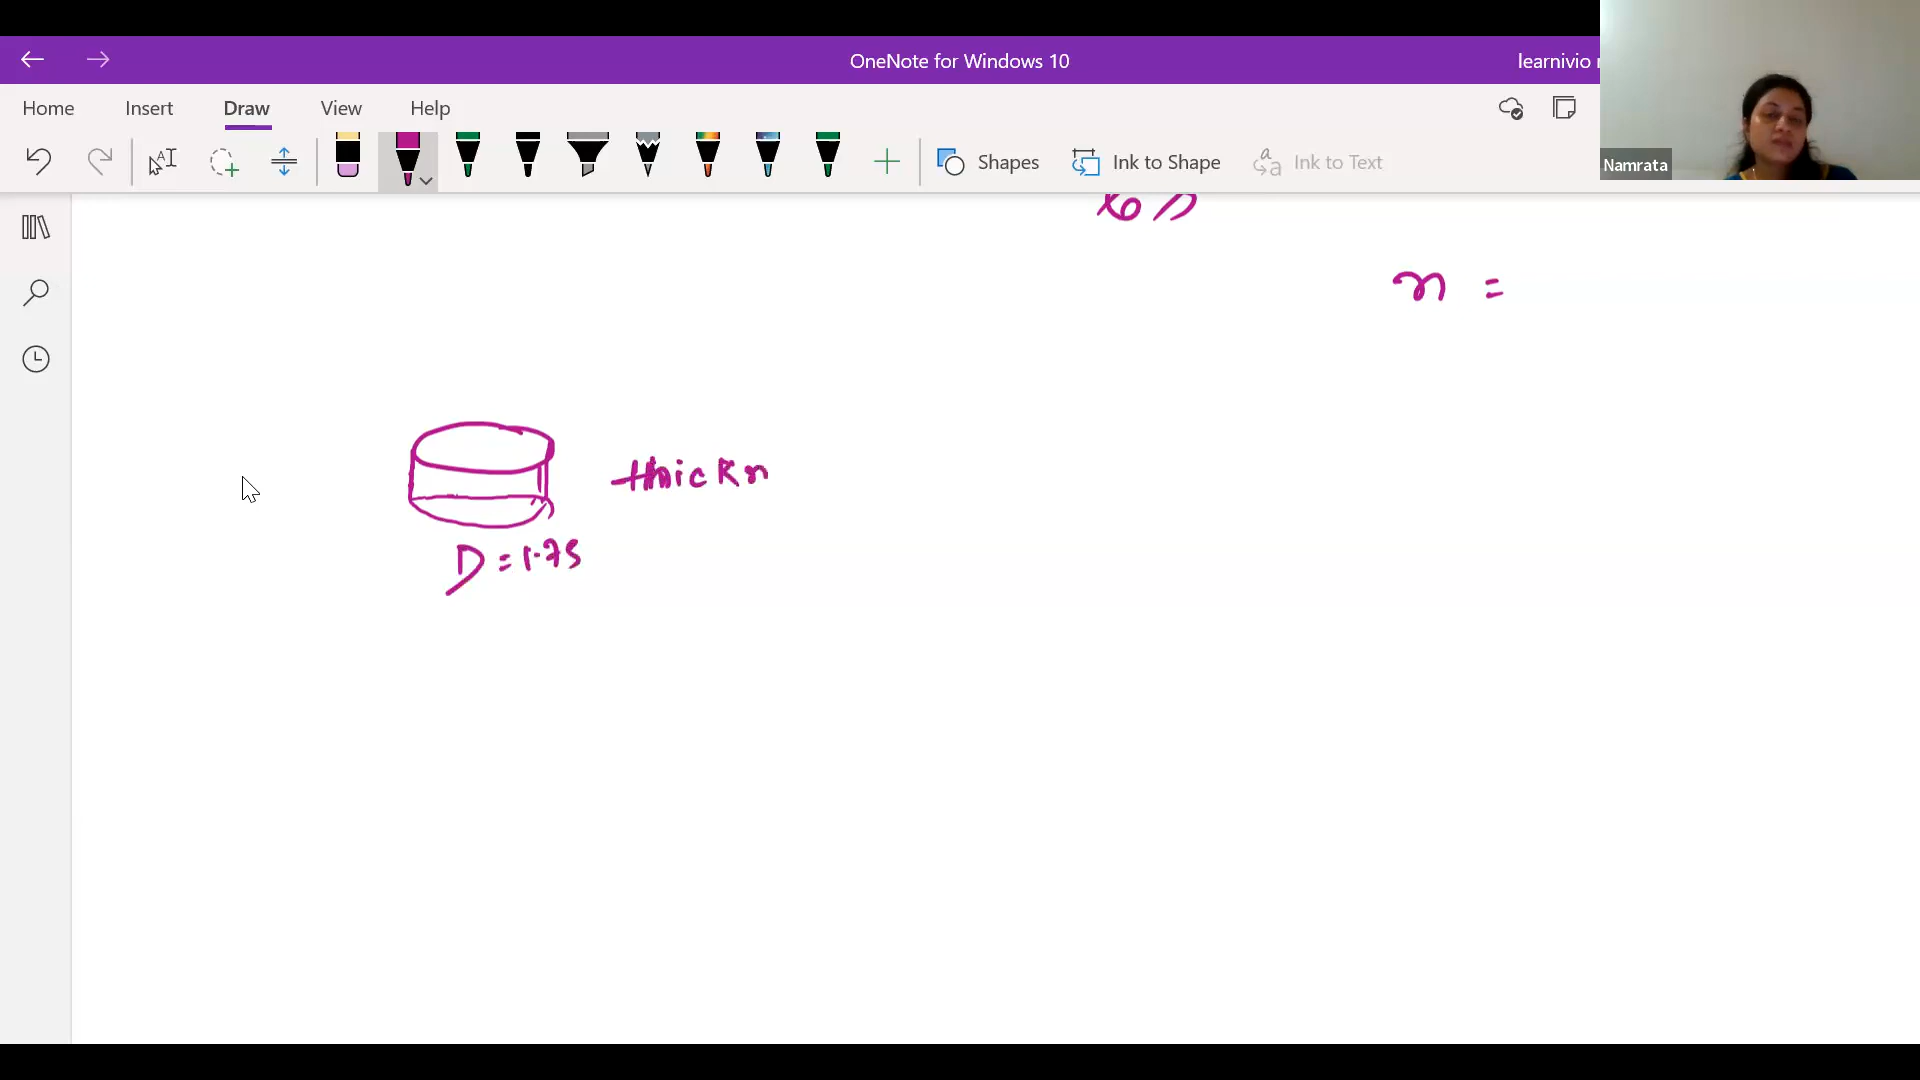 OneNote for Windows 10
learnivio
Home Insert Draw View Help
Shapes Ink to Shape Ink to Text
Namrata
n =
thickn
D = 1.75